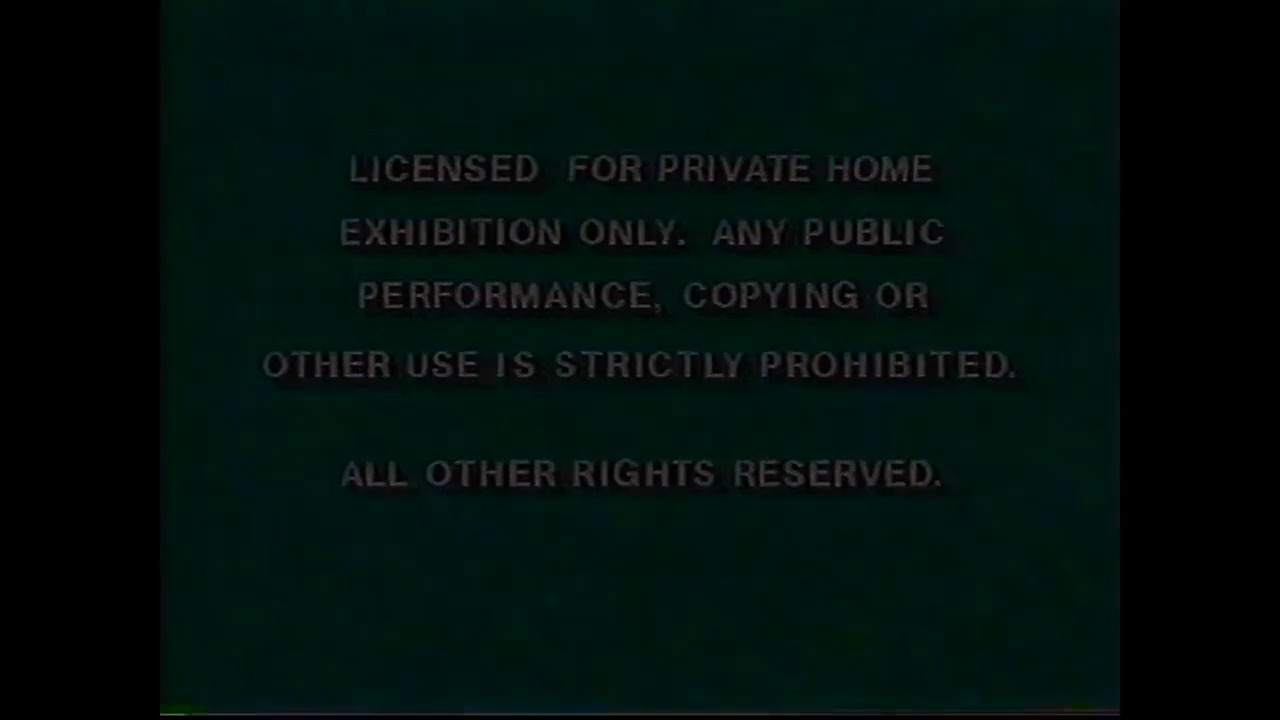 LICENSED FOR PRIVATE HOME
EXHIBITION ONLY. ANY PUBLIC
PERFORMANCE, COPYING OR
OTHER USE IS STRICTLY PROHIBITED.
ALL OTHER RIGHTS RESERVED.